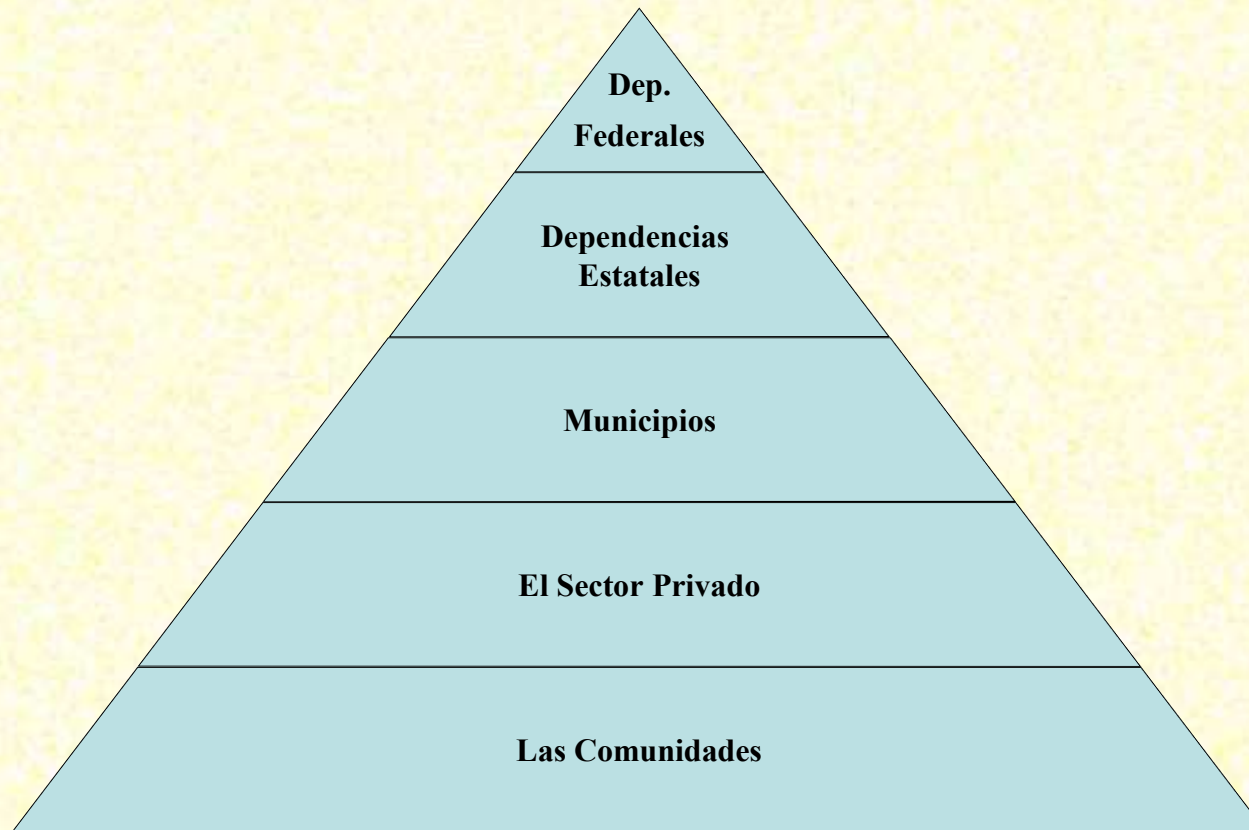 Dep.
Federales
Dependencias
Estatales
Municipios
El Sector Privado
Las Comunidades